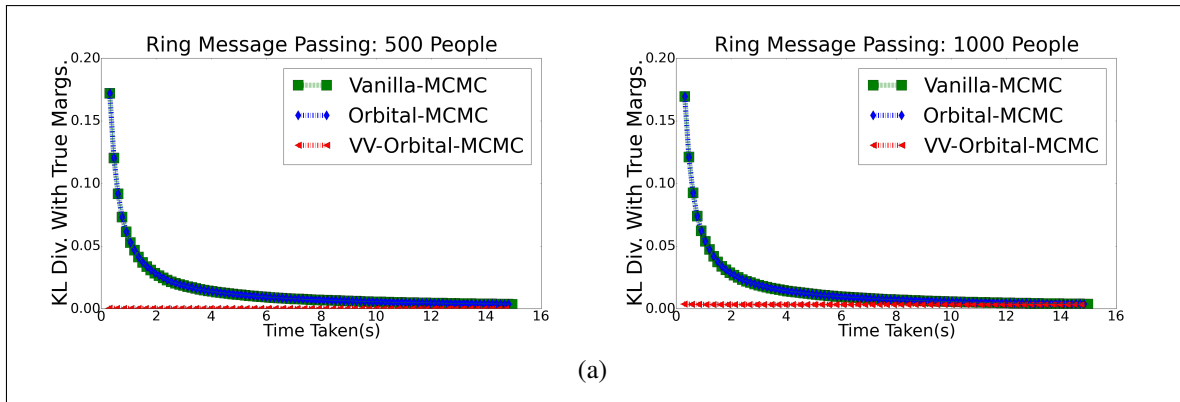 Ring Message Passing: 500 People
KL Div. With True Margs.
0.20
0.15
0.10
0.05
0.00
Vanilla-MCMC
Orbital-MCMC
VV-Orbital-MCMC
0 2 4 6 8 10 12 14 16
Time Taken(s)
Ring Message Passing: 1000 People
KL Div. With True Margs.
0.20
0.15
0.10
0.05
0.00
Vanilla-MCMC
Orbital-MCMC
VV-Orbital-MCMC
0 2 4 6 8 10 12 14 16
Time Taken(s)
(a)